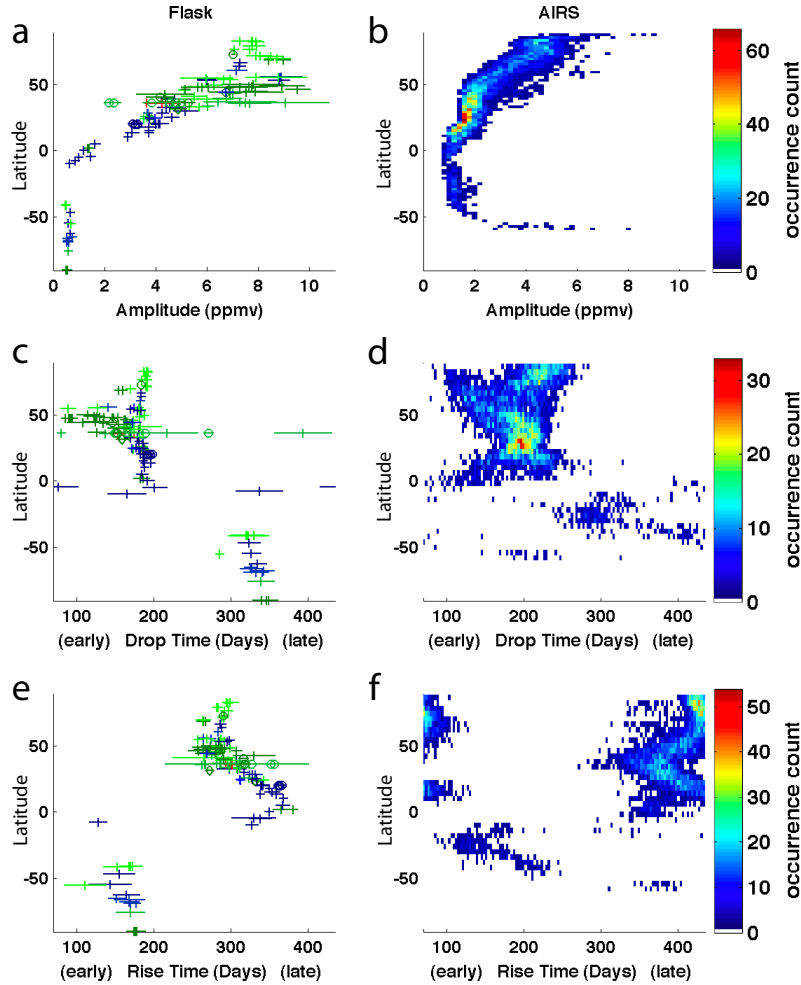 Flask
AIRS
a
b
50
0
-50
Latitude
0
2
4
6
8
10
Amplitude (ppmv)
50
0
-50
Latitude
0
2
4
6
8
10
Amplitude (ppmv)
60
40
20
0
occurrence count
c
d
50
0
-50
Latitude
100
200
300
400
(early) Drop Time (Days) (late)
50
0
-50
Latitude
100
200
300
400
(early) Drop Time (Days) (late)
30
20
10
0
occurrence count
e
f
50
0
-50
Latitude
100
200
300
400
(early) Rise Time (Days) (late)
50
0
-50
Latitude
100
200
300
400
(early) Rise Time (Days) (late)
50
40
30
20
10
0
occurrence count